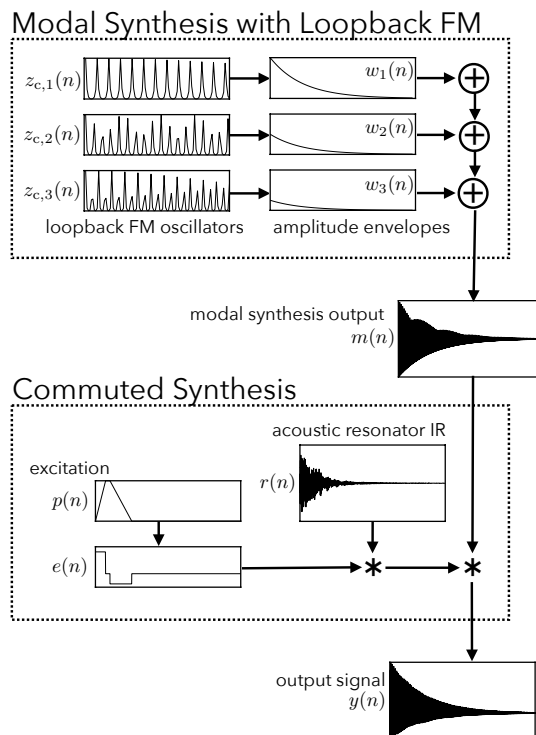 Modal Synthesis with Loopback FM
z_{c,1}(n)
w_1(n)
+
z_{c,2}(n)
w_2(n)
+
z_{c,3}(n)
w_3(n)
+
loopback FM oscillators
amplitude envelopes
modal synthesis output
m(n)
Commuted Synthesis
acoustic resonator IR
excitation
r(n)
p(n)
e(n)
*
*
output signal
y(n)